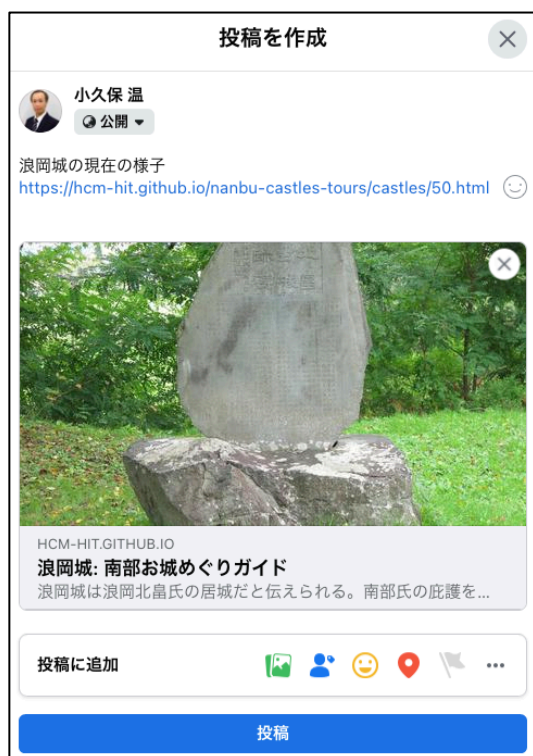 投稿を作成
小久保 温
公開
浪岡城の現在の様子
https://hcm-hit.github.io/nanbu-castles-tours/castles/50.html
HCM-HIT.GITHUB.IO
浪岡城: 南部お城めぐりガイド
浪岡城は浪岡北畠氏の居城だと伝えられる。南部氏の庇護を...
投稿に追加
投稿